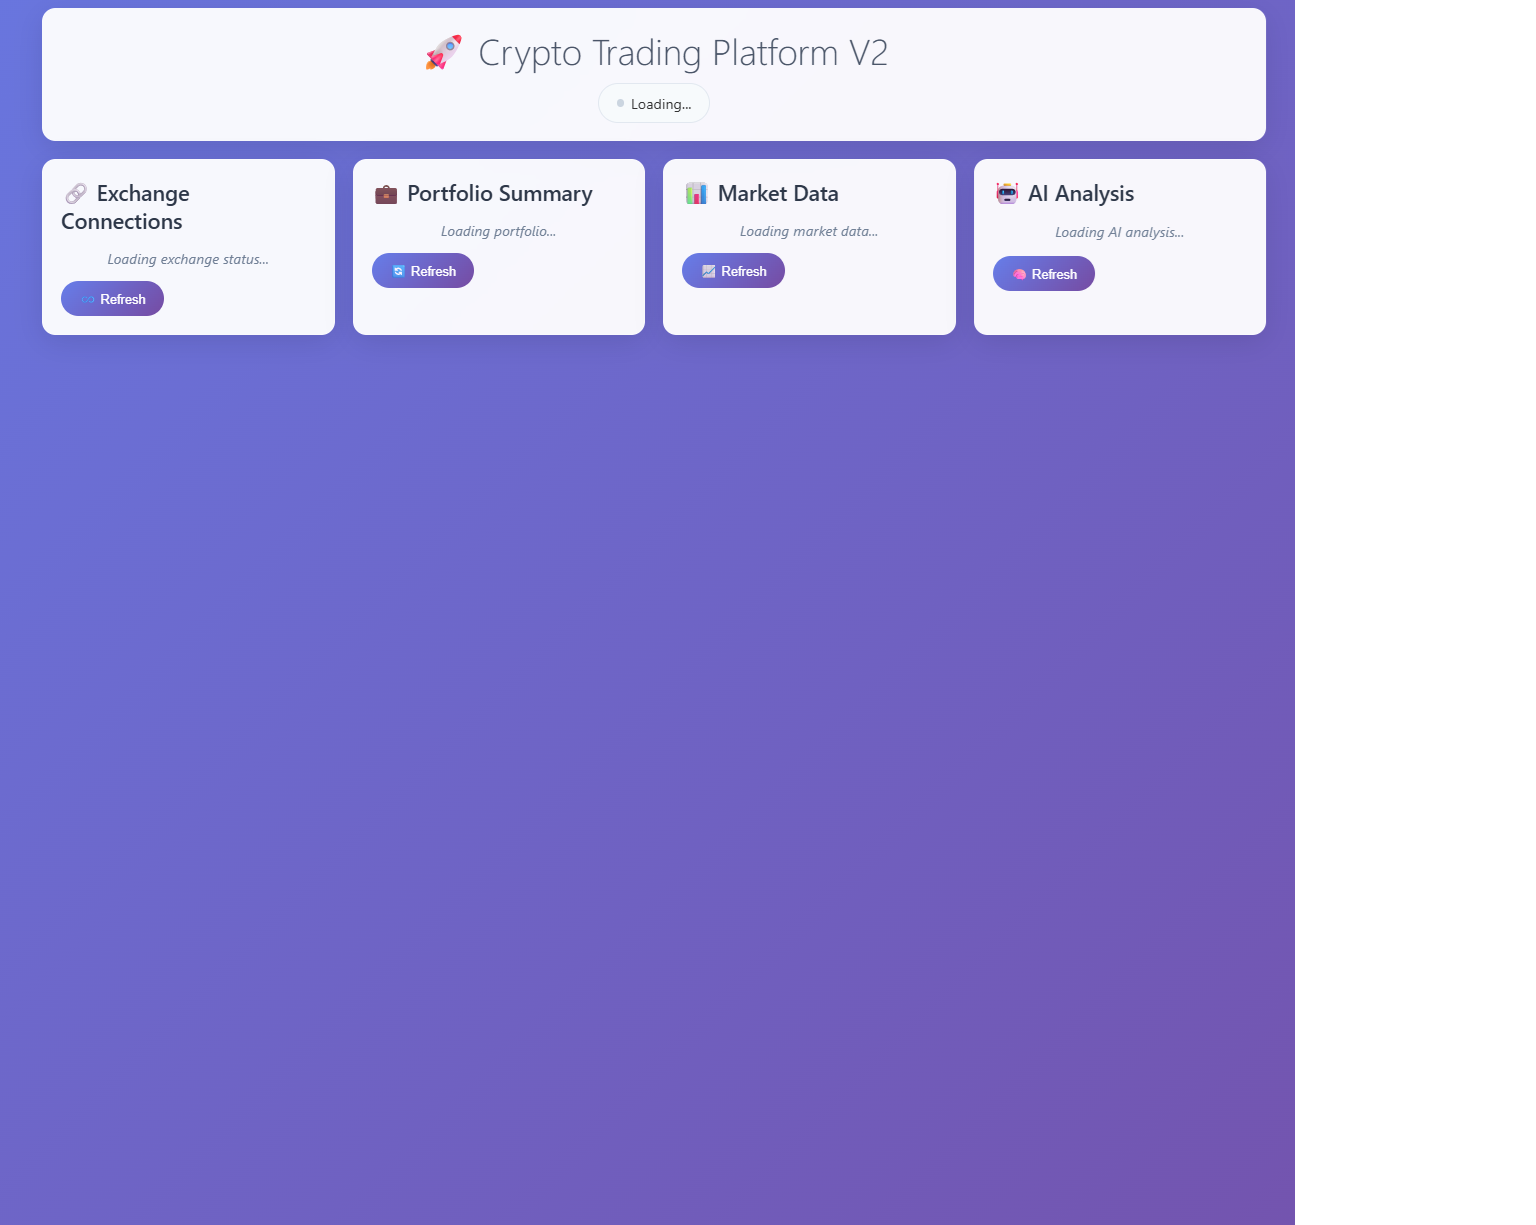 🚀 Crypto Trading Platform V2
Loading...
🔗 Exchange
Connections
Loading exchange status...
♾️ Refresh
💼 Portfolio Summary
Loading portfolio...
🔄 Refresh
📊 Market Data
Loading market data...
📈 Refresh
🤖 AI Analysis
Loading AI analysis...
🧠 Refresh